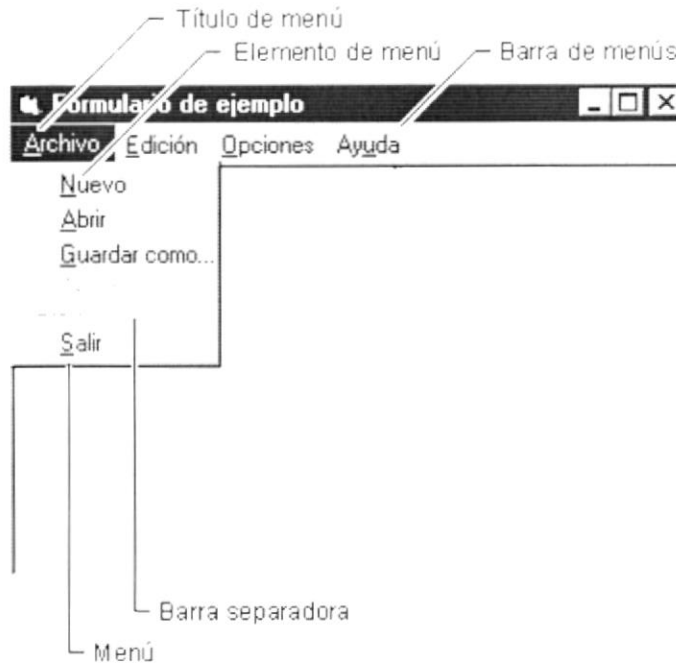 Título de menú
Elemento de menú
Barra de menús
Formulario de ejemplo
Archivo Edición Opciones Ayuda
Nuevo
Abrir
Guardar como...
Salir
Barra separadora
Menú